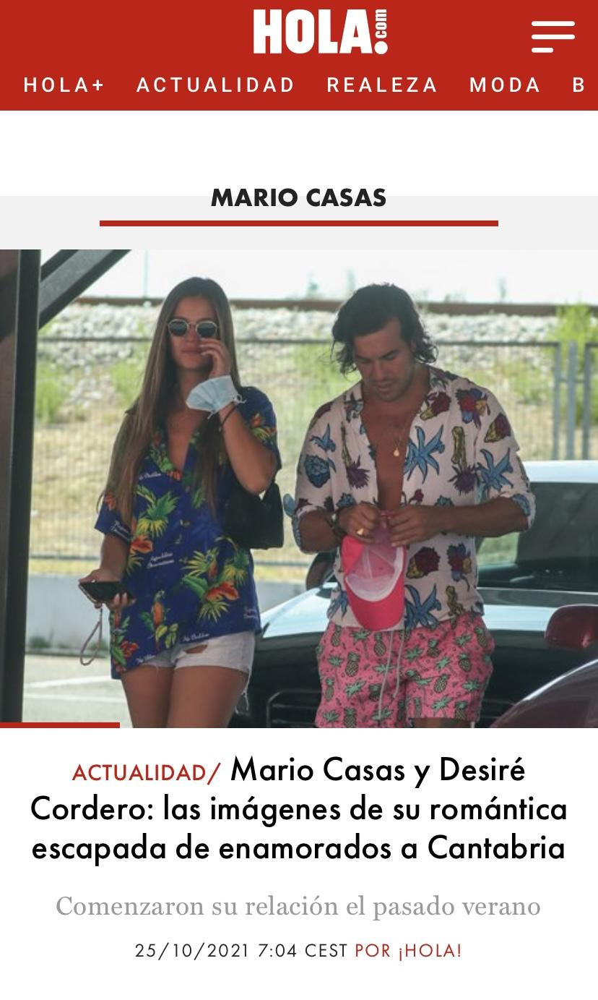 HOLA!.com
HOLA+ ACTUALIDAD REALEZA MODA B
MARIO CASAS
ACTUALIDAD/ Mario Casas y Desiré
Cordero: las imágenes de su romántica
escapada de enamorados a Cantabria
Comenzaron su relación el pasado verano
25/10/2021 7:04 CEST POR ¡HOLA!